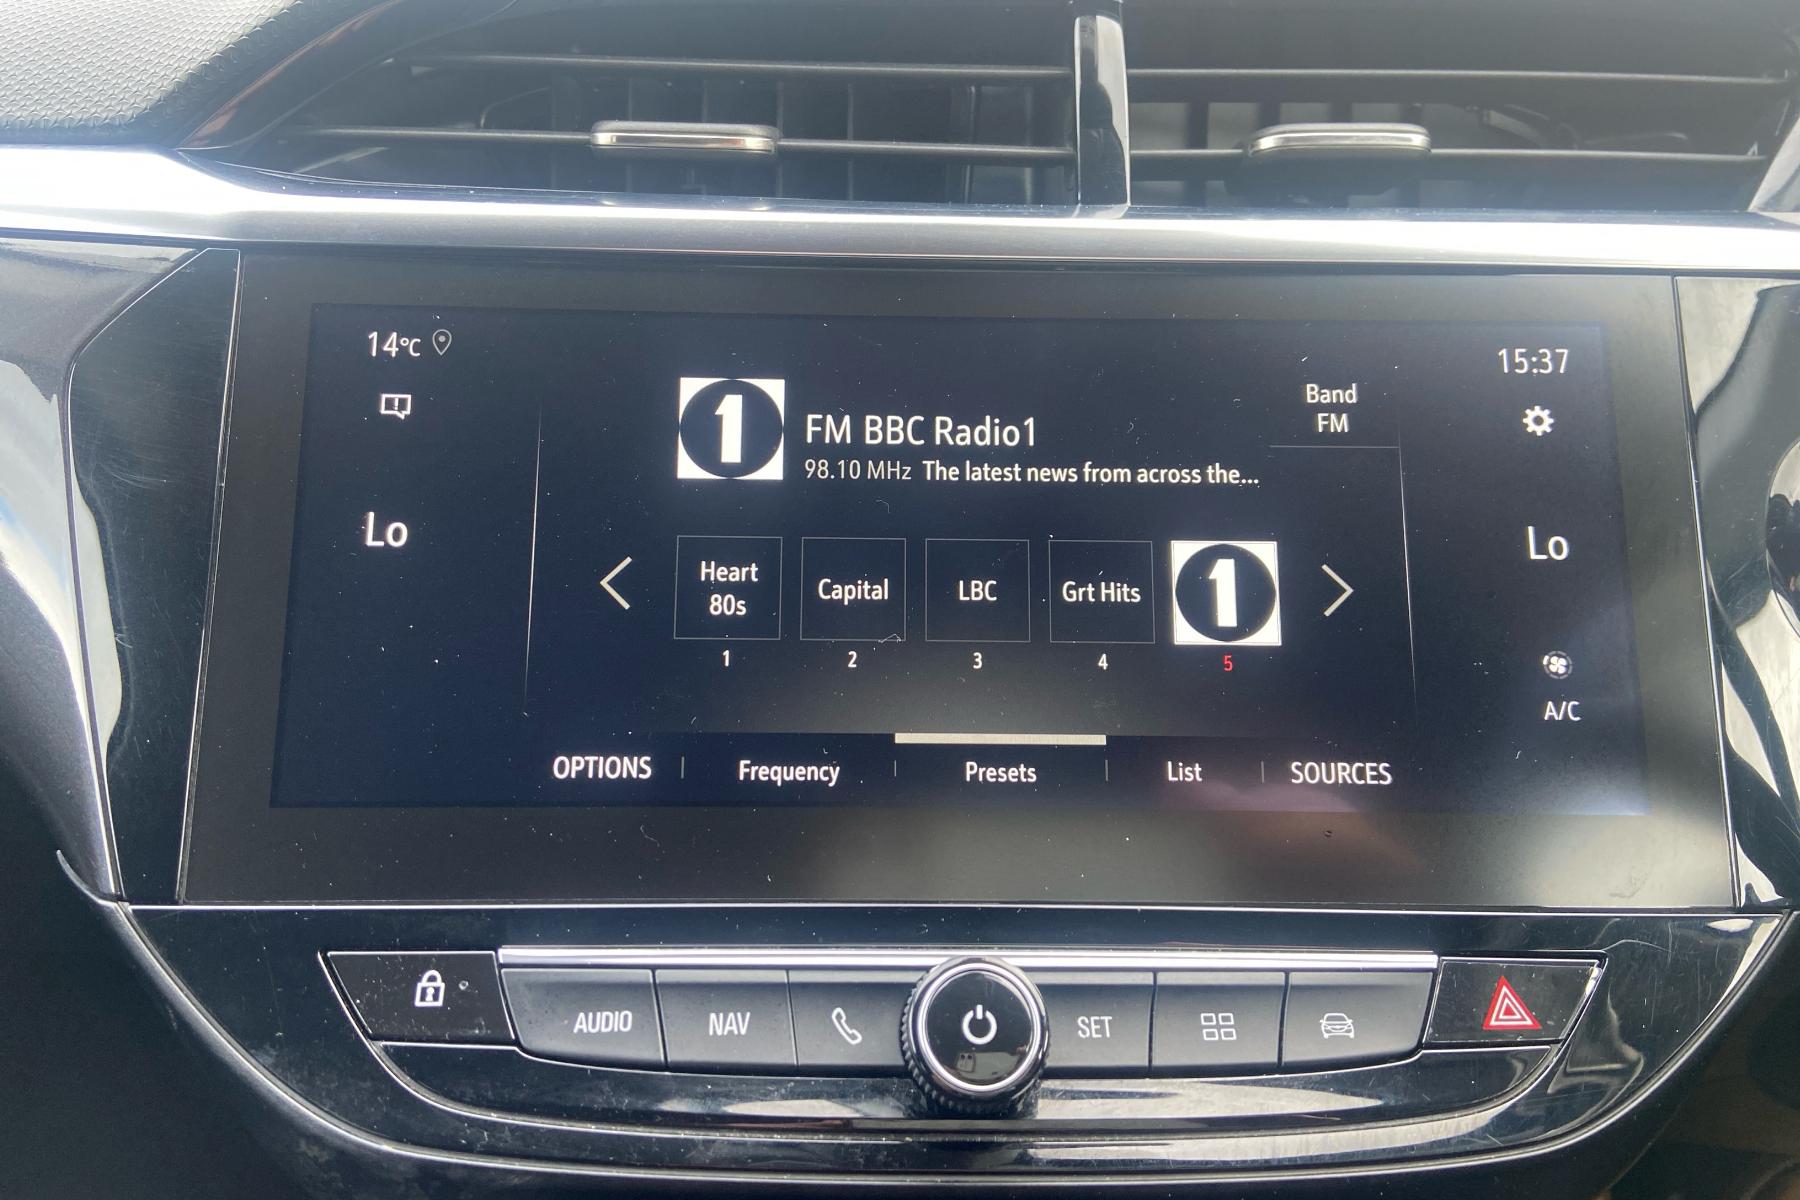 14°C
15:37
Band
FM
1
FM BBC Radio1
98.10 MHz The latest news from across the...
Lo
Lo
Heart
80s
Capital
LBC
Grt Hits
1
1
2
3
4
5
A/C
OPTIONS
Frequency
Presets
List
SOURCES
AUDIO
NAV
SET